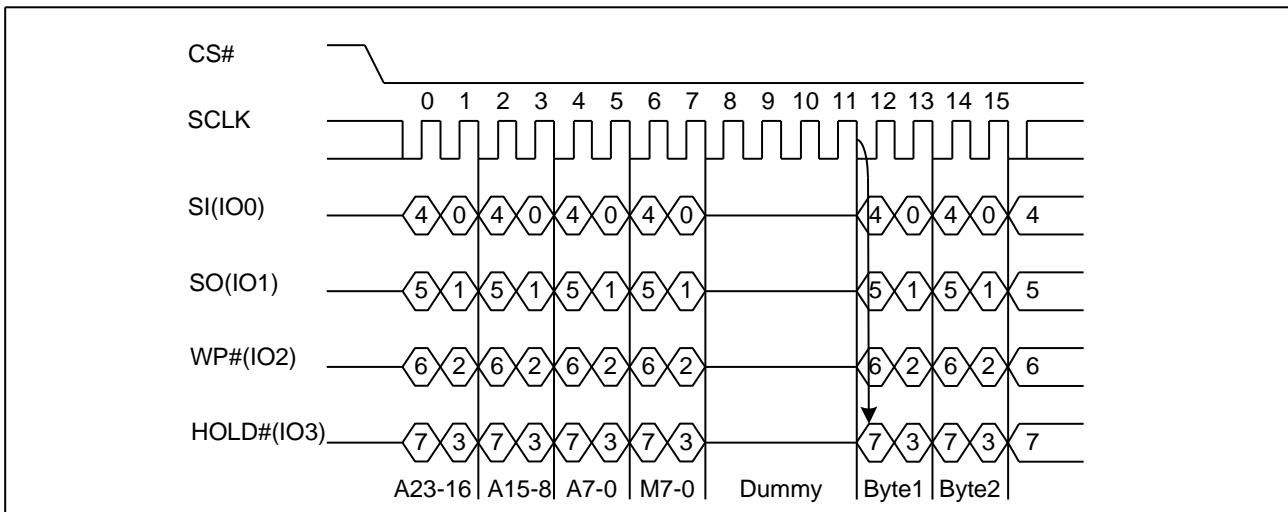 CS#
0 1 2 3 4 5 6 7 8 9 10 11 12 13 14 15
SCLK
SI(IO0) 4 0 4 0 4 0 4 0 4 0 4 0 4
SO(IO1) 5 1 5 1 5 1 5 1 5 1 5 1 5
WP#(IO2) 6 2 6 2 6 2 6 2 6 2 6 2 6
HOLD#(IO3) 7 3 7 3 7 3 7 3 7 3 7 3 7
A23-16 A15-8 A7-0 M7-0 Dummy Byte1 Byte2